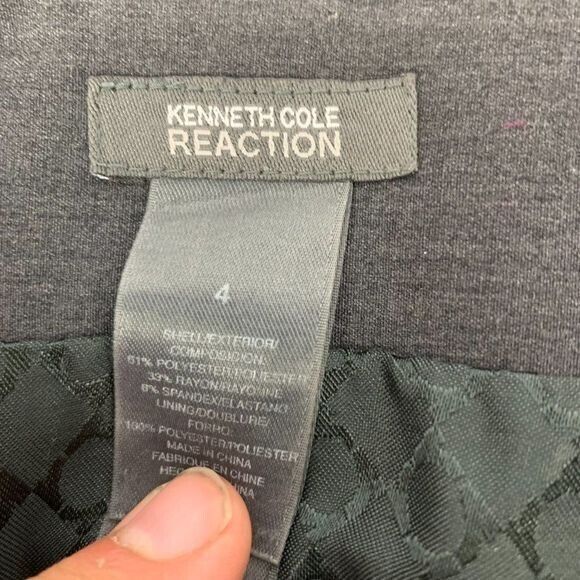 KENNETH COLE
REACTION
4
SHELL/EXTERIOR/
COMPOSICION:
61% POLYESTER/POLIESTER
33% RAYON/RAYONNE
6% SPANDEX/ELASTANO
LINING/DOUBLURE/
FORRO:
100% POLYESTER/POLIESTER
MADE IN CHINA
FABRIQUE EN CHINE